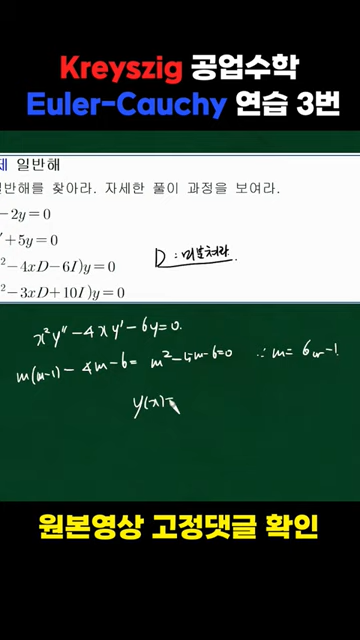 Kreyszig 공업수학
Euler-Cauchy 연습 3번
제 일반해
일반해를 찾아라. 자세한 풀이 과정을 보여라.
- 2y = 0
′ + 5y = 0
² − 4xD − 6I)y = 0
² − 3xD + 10I)y = 0
D : 미분쳐라.
x²y″ − 4xy′ − 6y = 0.
m(m−1) − 4m − 6 = m² − 5m − 6 = 0 ∴ m = 6 or −1
y(x) =
원본영상 고정댓글 확인